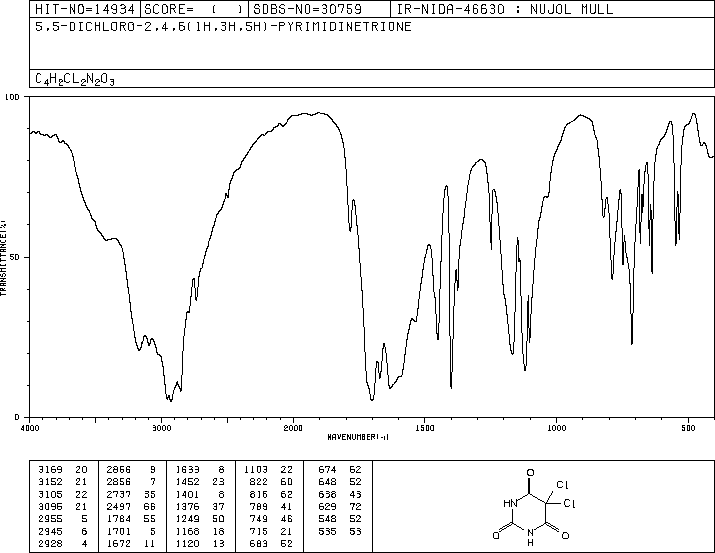 HIT-NO=14934 SCORE= ( ) SDBS-NO=30759 IR-NIDA-46630 : NUJOL MULL
5,5-DICHLORO-2,4,6(1H,3H,5H)-PYRIMIDINETRIONE
C4H2CL2N2O3
100
50
0
TRANSMITTANCE(%)
4000 3000 2000 1500 1000 500
WAVENUMBER(-1)
3169 20 2866 9 1633 8 1103 22 674 52
3152 21 2856 7 1452 23 822 60 648 52
3105 22 2737 35 1401 8 816 62 638 43
3095 21 2497 66 1376 37 789 41 629 72
2955 5 1784 55 1249 50 749 46 548 52
2945 6 1701 5 1168 18 715 21 535 53
2928 4 1672 11 1120 13 683 52
O
Cl
HN
Cl
O
N
O
H